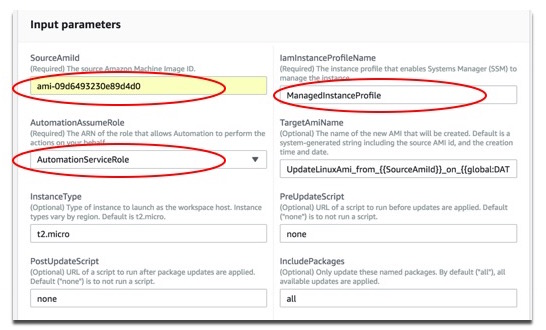 Input parameters
SourceAmiId
(Required) The source Amazon Machine Image ID.
ami-09d6493230e89d4d0
IamInstanceProfileName
(Required) The instance profile that enables Systems Manager (SSM) to
manage the instance.
ManagedInstanceProfile
AutomationAssumeRole
(Required) The ARN of the role that allows Automation to perform the
actions on your behalf.
AutomationServiceRole
TargetAmiName
(Optional) The name of the new AMI that will be created. Default is a
system-generated string including the source AMI id, and the creation
time and date.
UpdateLinuxAmi_from_{{SourceAmiId}}_on_{{global:DAT
InstanceType
(Optional) Type of instance to launch as the workspace host. Instance
types vary by region. Default is t2.micro.
t2.micro
PreUpdateScript
(Optional) URL of a script to run before updates are applied. Default
("none") is to not run a script.
none
PostUpdateScript
(Optional) URL of a script to run after package updates are applied.
Default ("none") is to not run a script.
none
IncludePackages
(Optional) Only update these named packages. By default ("all"), all
available updates are applied.
all